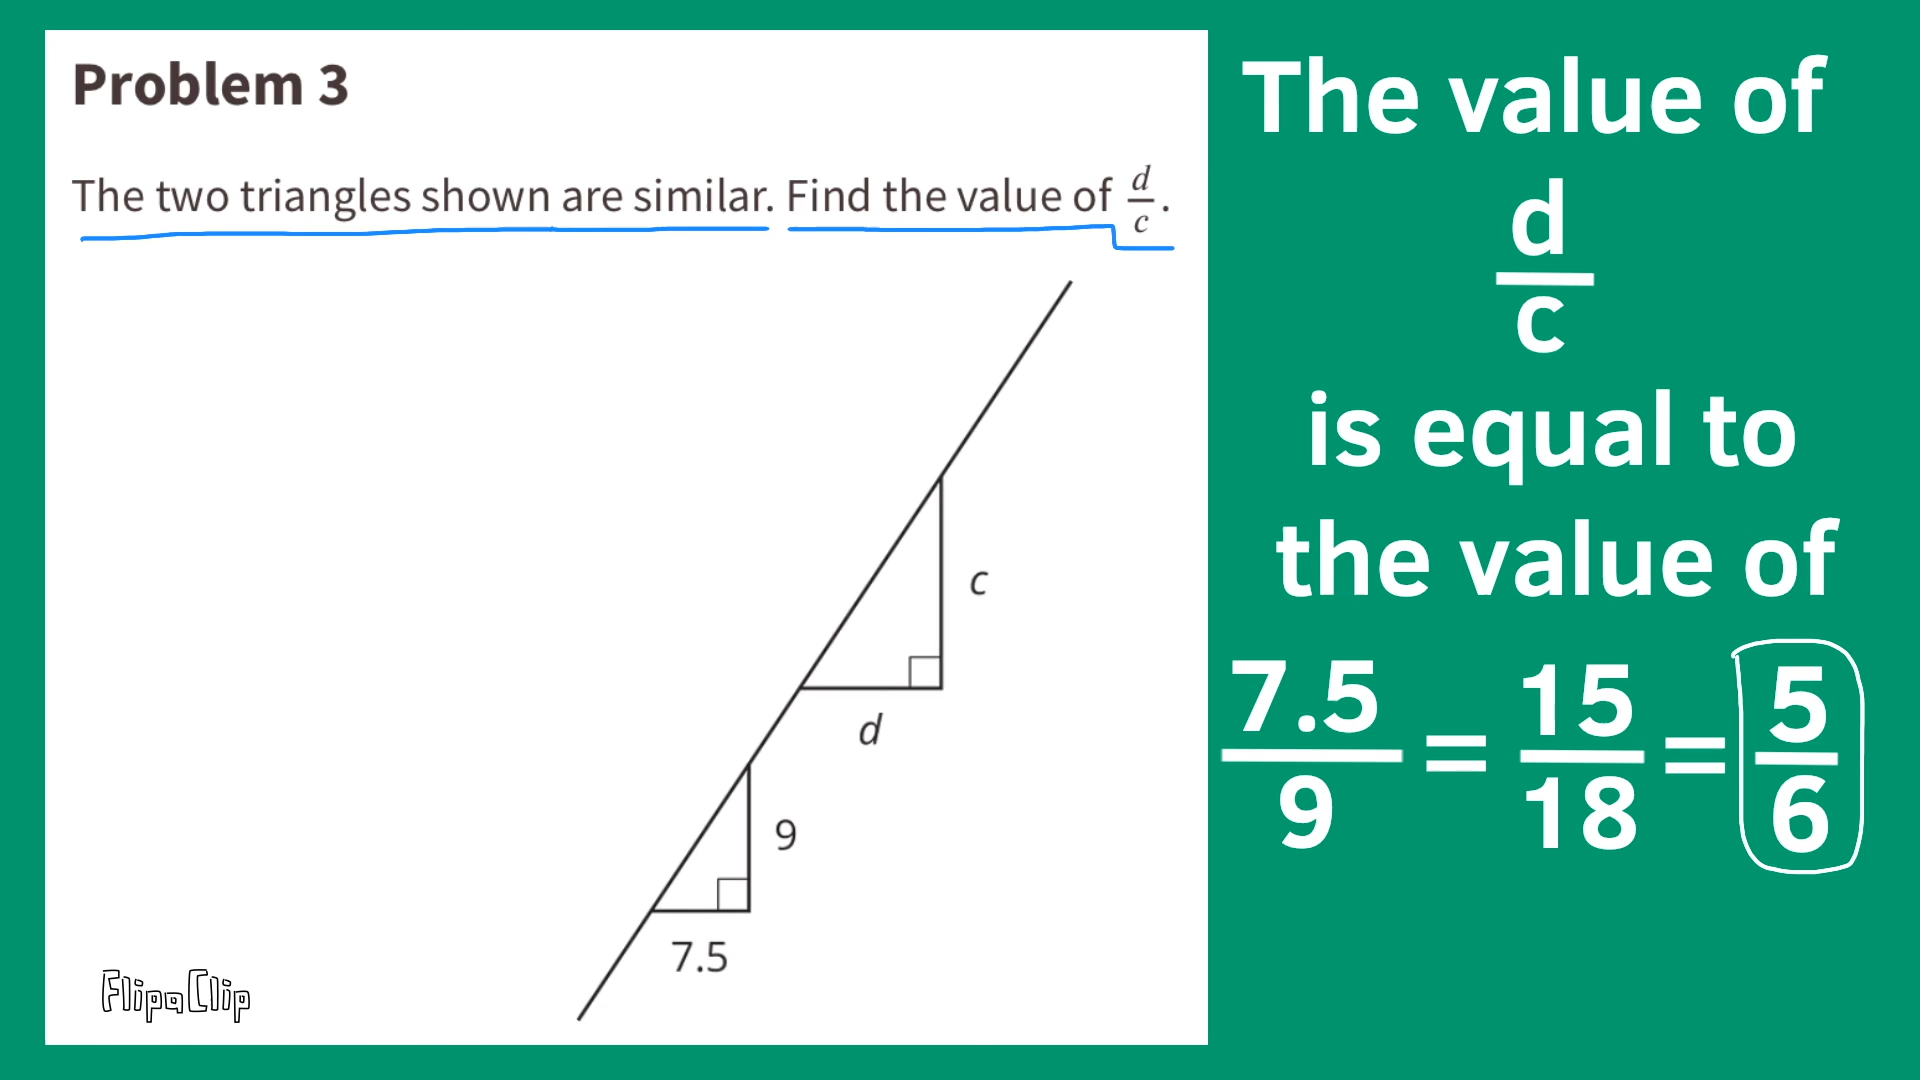 Problem 3
The two triangles shown are similar. Find the value of d/c.
c
d
9
7.5
FlipaClip
The value of
d
c
is equal to
the value of
7.5/9 = 15/18 = 5/6